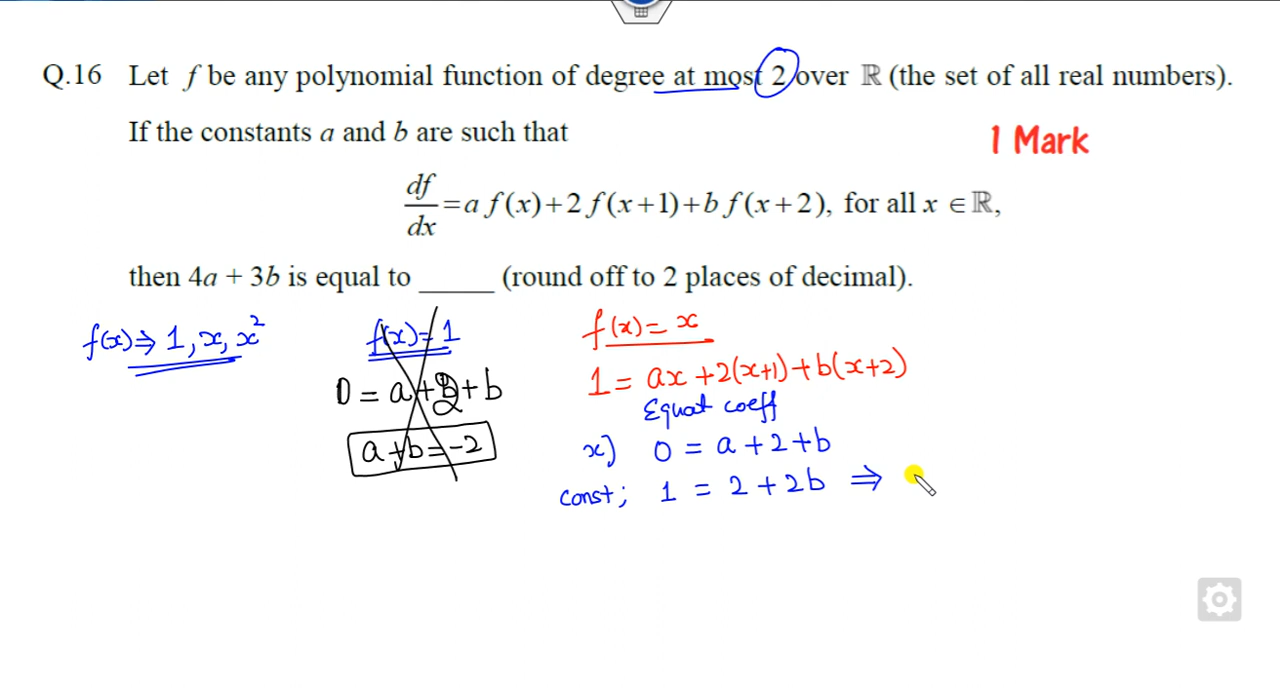 Q.16 Let f be any polynomial function of degree at most 2 over ℝ (the set of all real numbers).
If the constants a and b are such that
1 Mark
df/dx = a f(x)+2 f(x+1)+b f(x+2), for all x ∈ ℝ,
then 4a + 3b is equal to _____ (round off to 2 places of decimal).
f(x) ⇒ 1, x, x²
f(x)=1
0 = a+2+b
a+b=-2
f(x) = x
1 = ax +2(x+1)+b(x+2)
Equat coeff
x) 0 = a+2+b
const; 1 = 2+2b ⇒